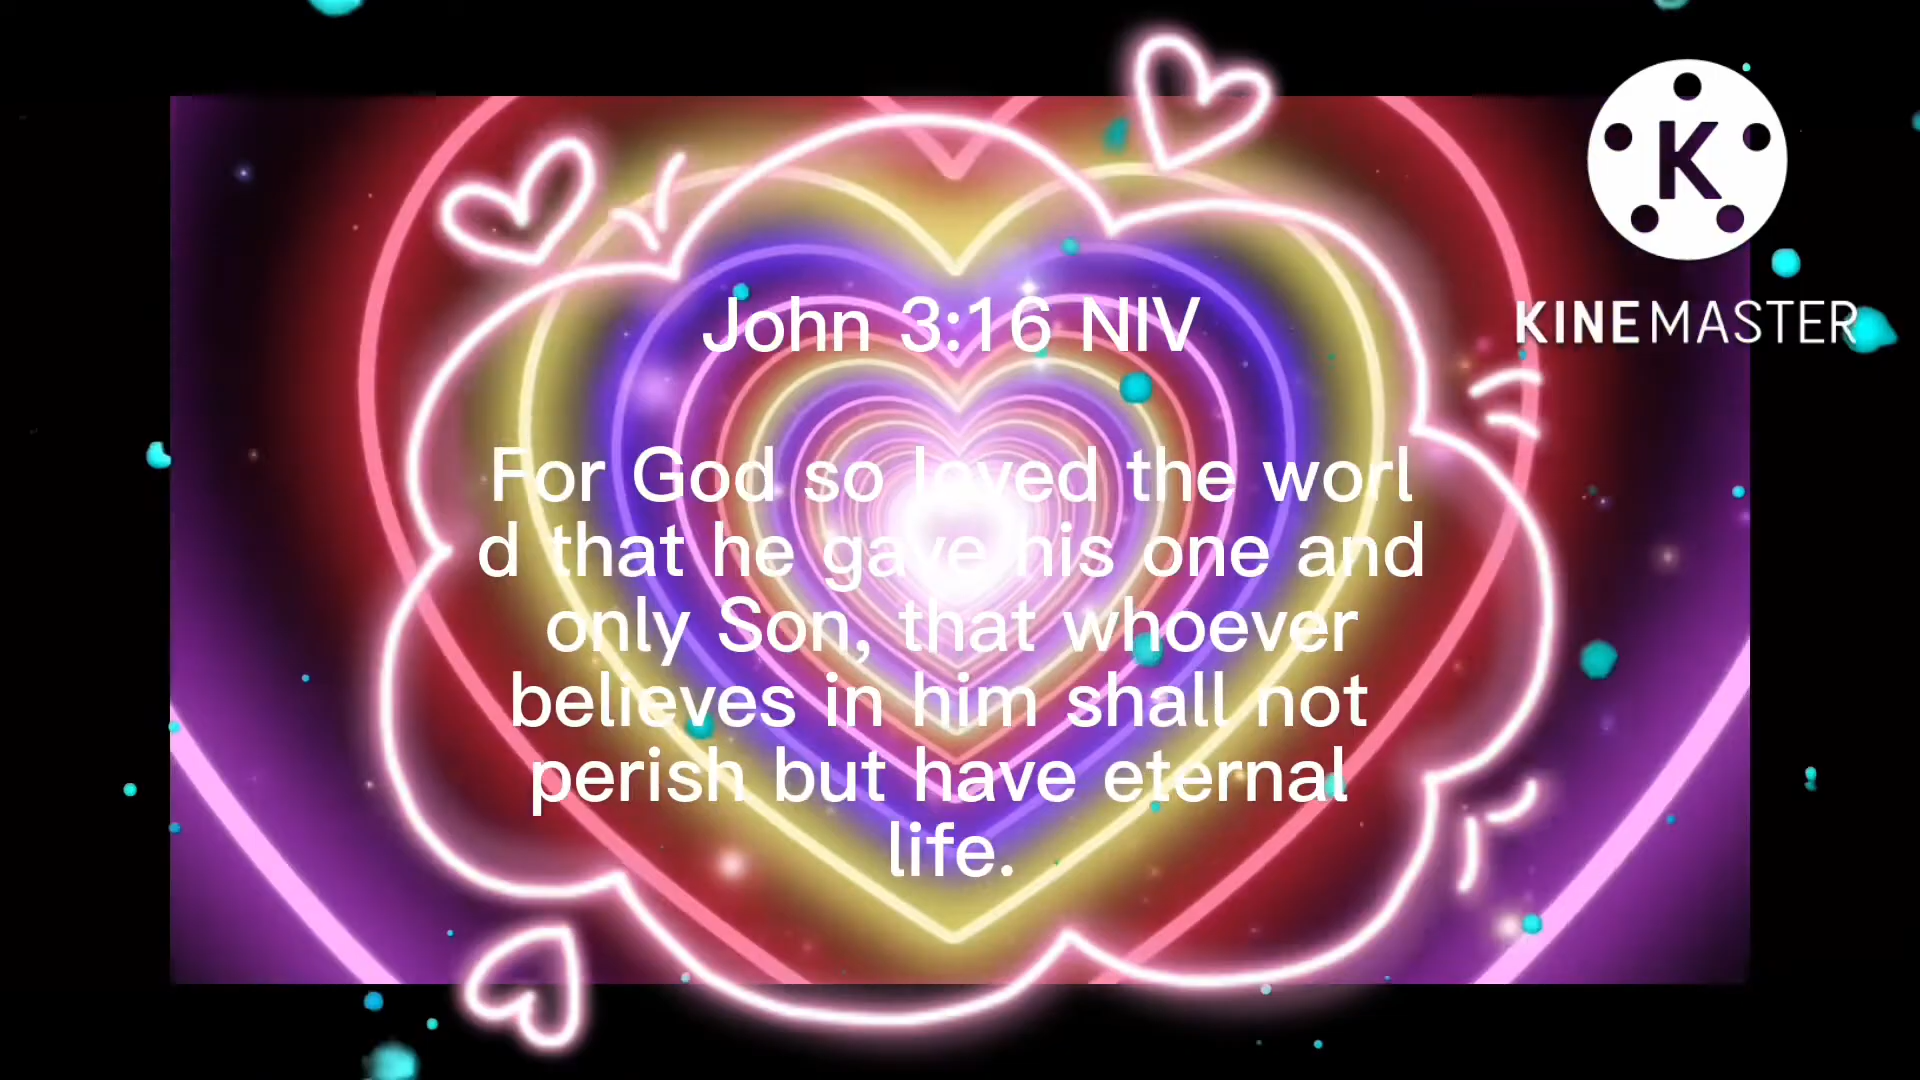 John 3:16 NIV
K
KINEMASTER
For God so loved the worl
d that he gave his one and
only Son, that whoever
believes in him shall not
perish but have eternal
life.